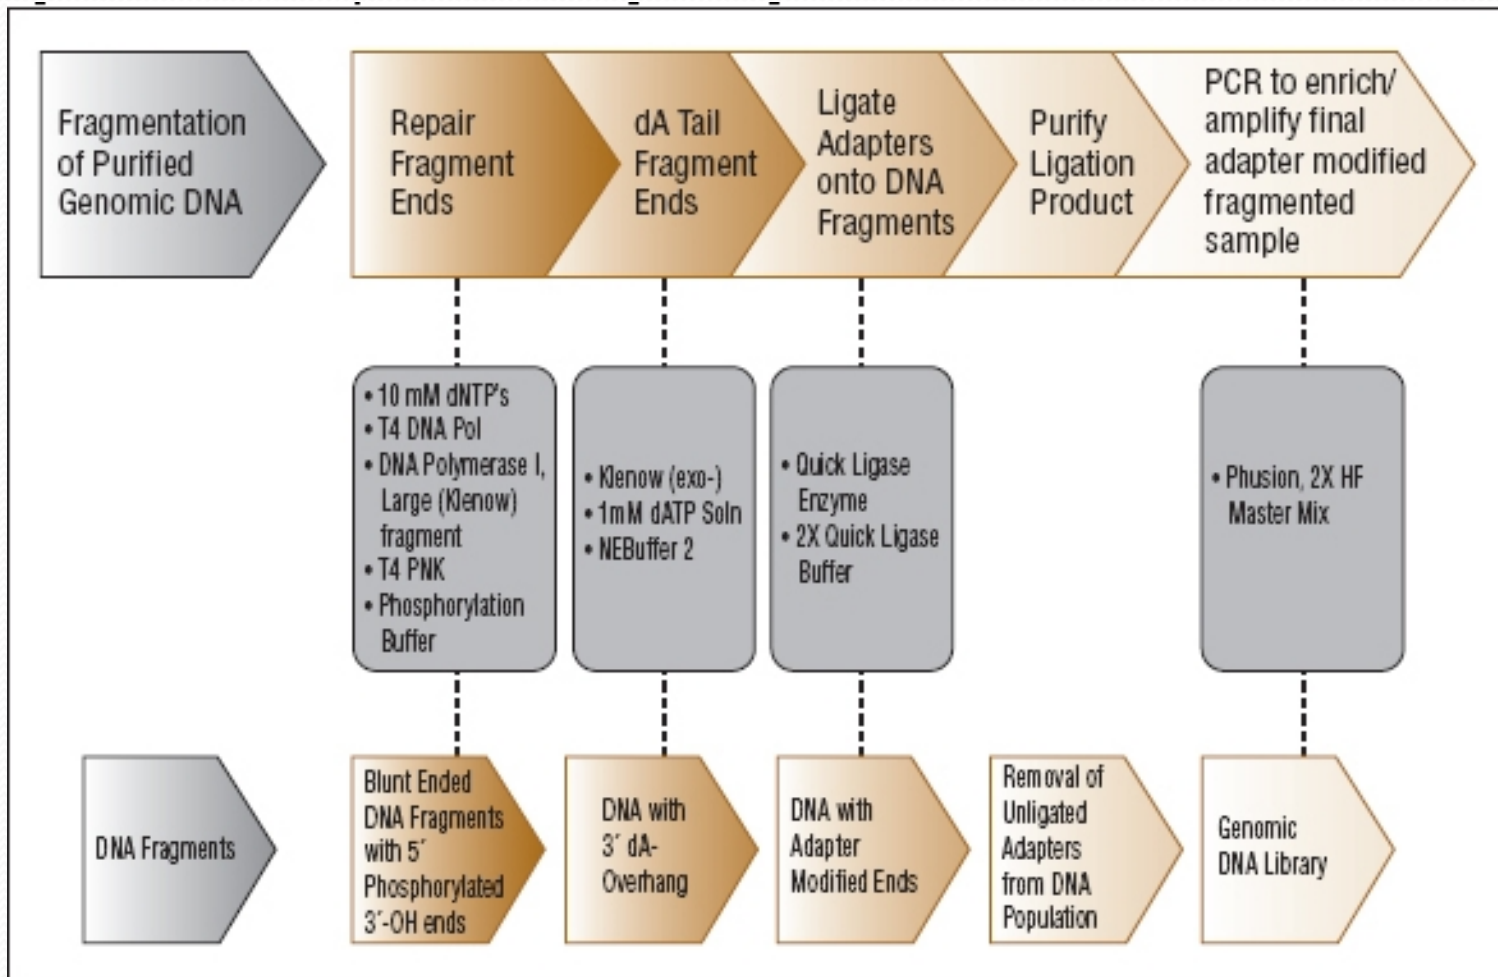 Fragmentation
of Purified
Genomic DNA
Repair
Fragment
Ends
dA Tail
Fragment
Ends
Ligate
Adapters
onto DNA
Fragments
Purify
Ligation
Product
PCR to enrich/
amplify final
adapter modified
fragmented
sample
• 10 mM dNTP's
• T4 DNA Pol
• DNA Polymerase I,
Large (Klenow)
fragment
• T4 PNK
• Phosphorylation
Buffer
• Klenow (exo-)
• 1mM dATP Soln
• NEBuffer 2
• Quick Ligase
Enzyme
• 2X Quick Ligase
Buffer
• Phusion, 2X HF
Master Mix
DNA Fragments
Blunt Ended
DNA Fragments
with 5´
Phosphorylated
3´-OH ends
DNA with
3´ dA-
Overhang
DNA with
Adapter
Modified Ends
Removal of
Unligated
Adapters
from DNA
Population
Genomic
DNA Library